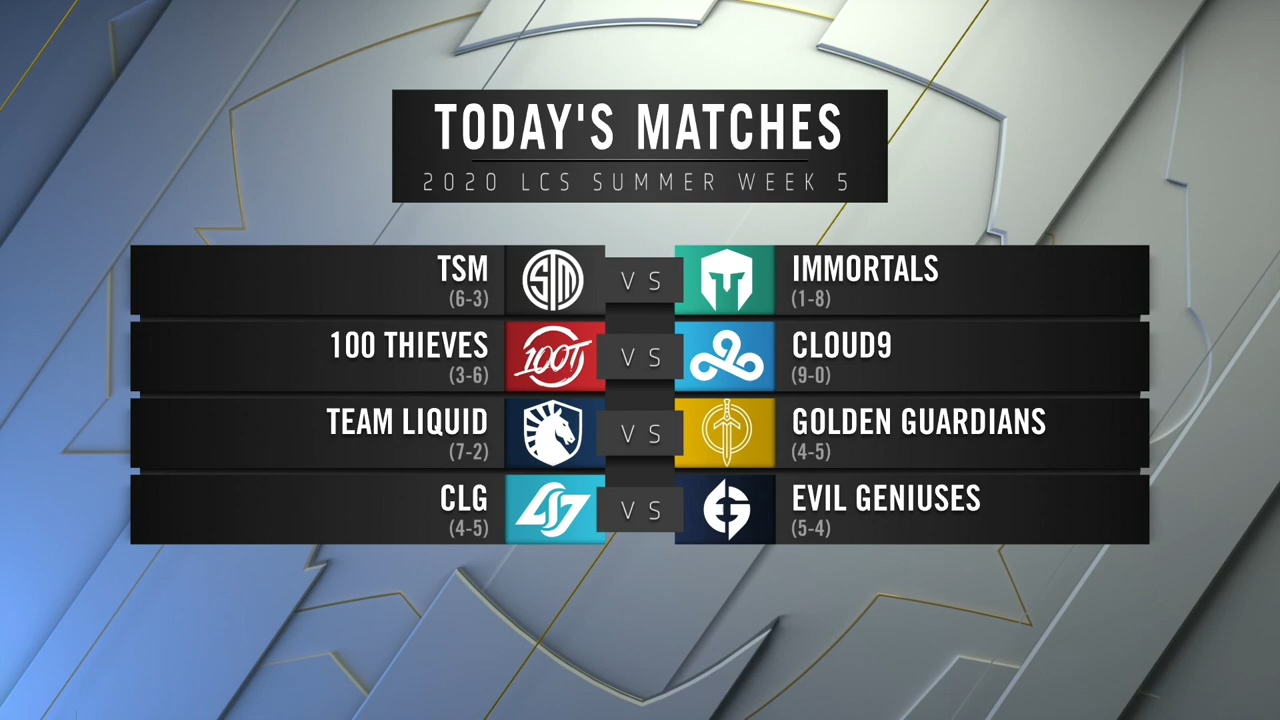 TODAY'S MATCHES
2020 LCS SUMMER WEEK 5
TSM
(6-3)
TSM
VS
IMMORTALS
(1-8)
100 THIEVES
(3-6)
100T
VS
CLOUD9
(9-0)
TEAM LIQUID
(7-2)
VS
GOLDEN GUARDIANS
(4-5)
CLG
(4-5)
VS
EVIL GENIUSES
(5-4)